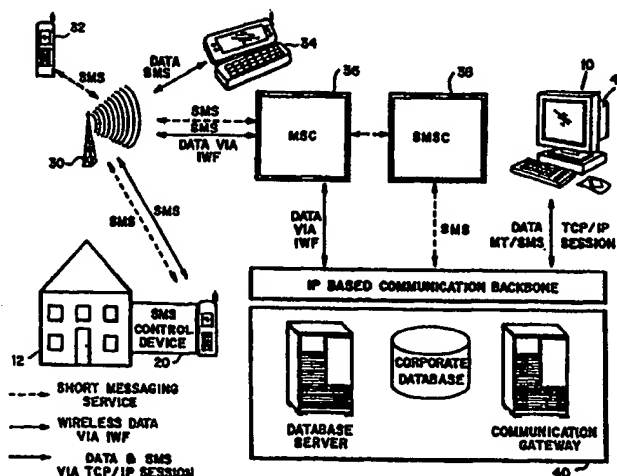 32
SMS
DATA
SMS
34
36
38
10
4
SMS
SMS
DATA VIA
IWF
MSC
SMSC
30
SMS
SMS
DATA
VIA
IWF
SMS
DATA
MT/SMS
TCP/IP
SESSION
IP BASED COMMUNICATION BACKBONE
SMS
CONTROL
DEVICE
12
20
DATABASE
SERVER
CORPORATE
DATABASE
COMMUNICATION
GATEWAY
40
SHORT MESSAGING
SERVICE
WIRELESS DATA
VIA IWF
DATA & SMS
VIA TCP/IP SESSION